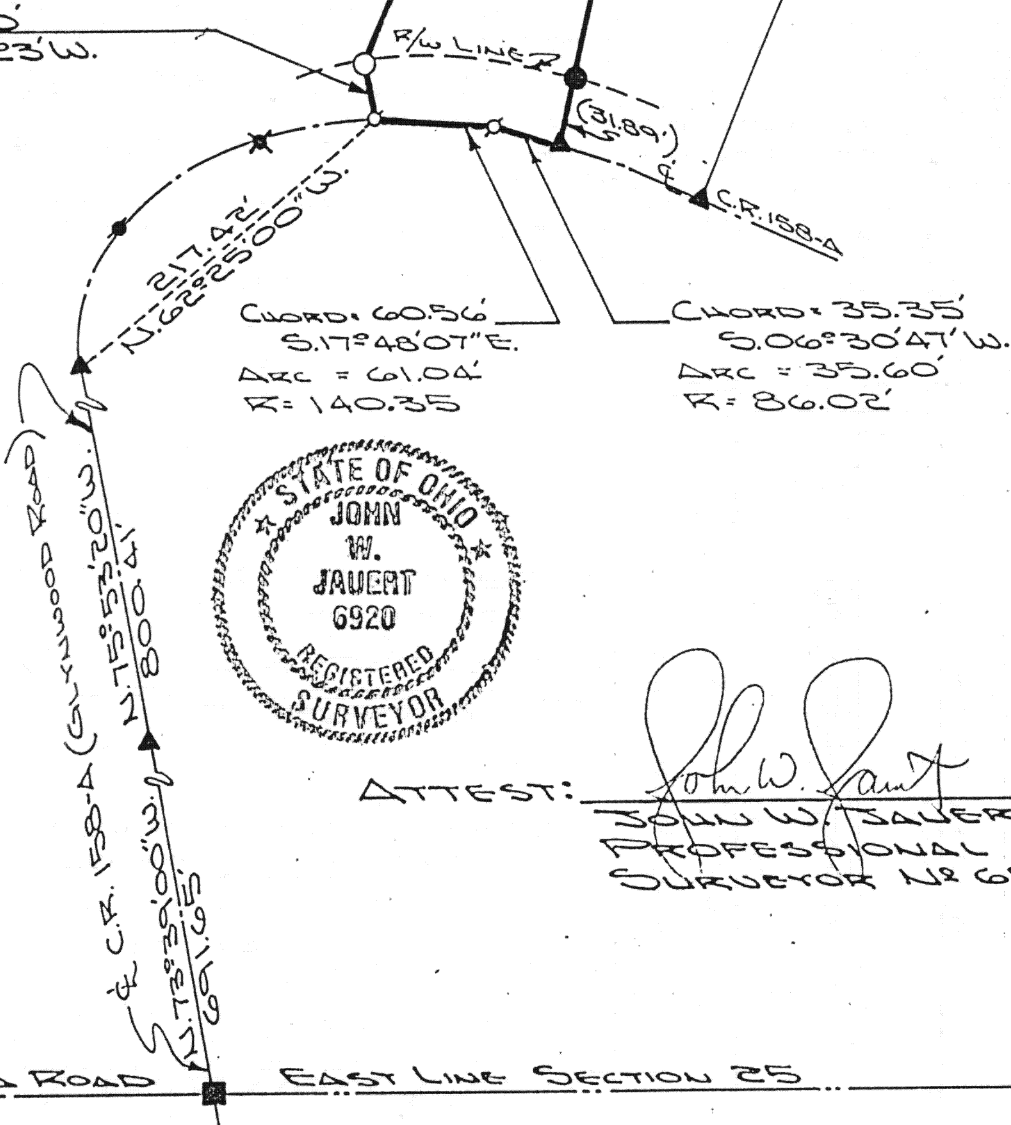 23'W.
R/W LINE
(31.89')
℄ C.R. 158-A
217.42'
N.62°25'00"W.
CHORD= 60.56'
S.17°48'07"E.
ARC = 61.04'
R= 140.35
CHORD= 35.35'
S.06°30'47"W.
ARC = 35.60'
R= 86.02'
℄ C.R. 158-A (GLYNWOOD ROAD)
N.75°53'20"W.
800.41'
N.73°39'00"W.
691.65'
STATE OF OHIO
JOHN
W.
JAUERT
6920
REGISTERED
SURVEYOR
ATTEST:
John W. Jauert
JOHN W. JAUER
PROFESSIONAL
SURVEYOR Nº 6
ROAD
EAST LINE SECTION 25